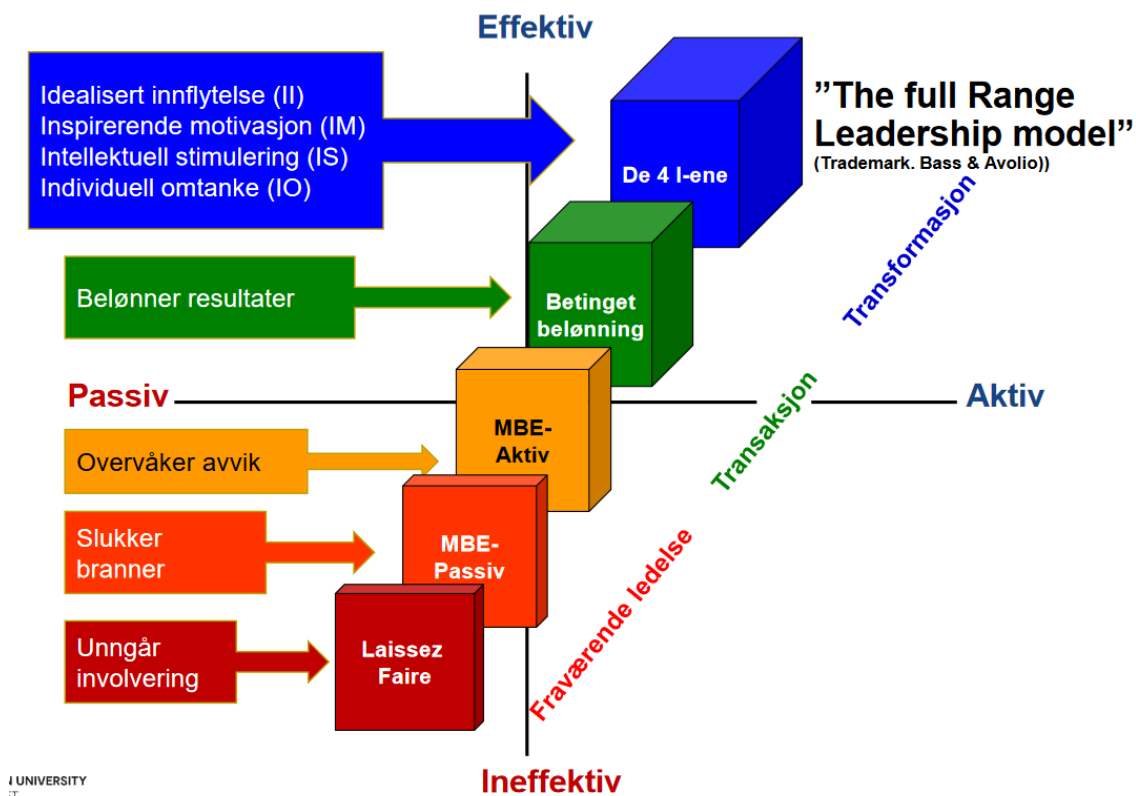 Effektiv
Idealisert innflytelse (II)
Inspirerende motivasjon (IM)
Intellektuell stimulering (IS)
Individuell omtanke (IO)
De 4 I-ene
”The full Range
Leadership model”
(Trademark. Bass & Avolio))
Transformasjon
Belønner resultater
Betinget
belønning
Passiv
Aktiv
Transaksjon
Overvåker avvik
MBE-
Aktiv
Slukker
branner
MBE-
Passiv
Fraværende ledelse
Unngår
involvering
Laissez
Faire
Ineffektiv
UNIVERSITY